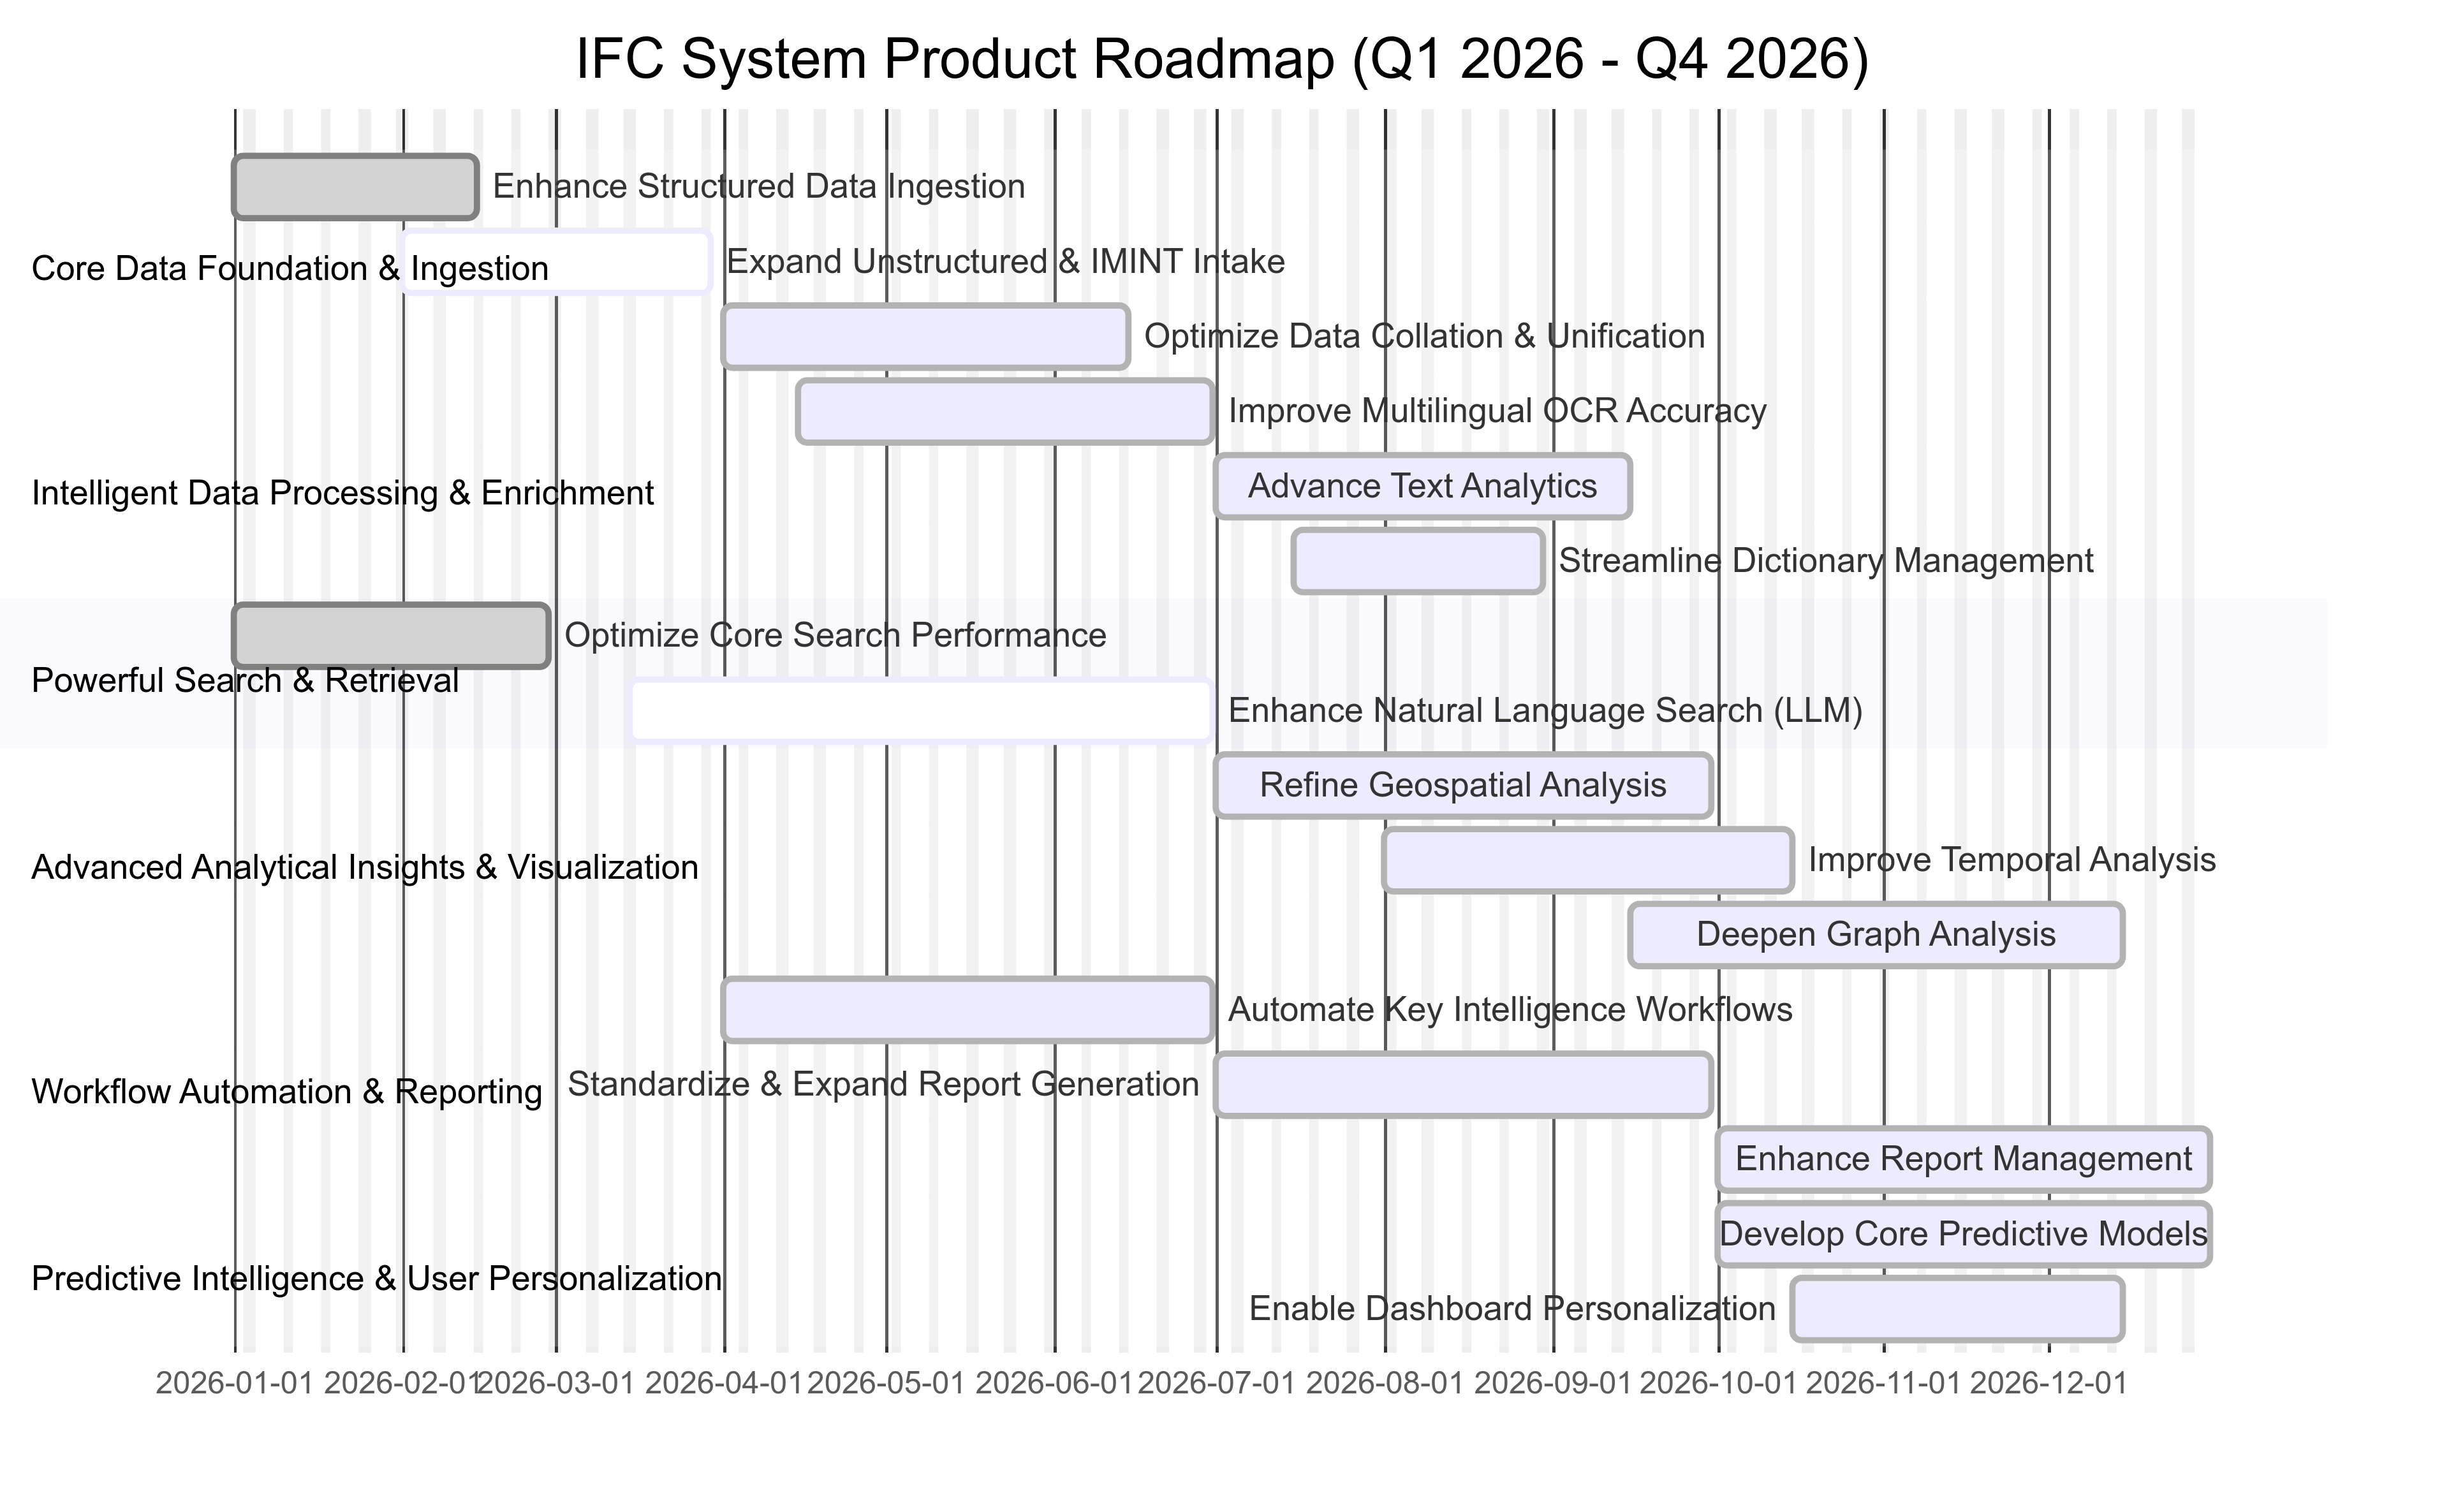 IFC System Product Roadmap (Q1 2026 - Q4 2026)
Enhance Structured Data Ingestion
Core Data Foundation & Ingestion
Expand Unstructured & IMINT Intake
Optimize Data Collation & Unification
Improve Multilingual OCR Accuracy
Intelligent Data Processing & Enrichment
Advance Text Analytics
Streamline Dictionary Management
Optimize Core Search Performance
Powerful Search & Retrieval
Enhance Natural Language Search (LLM)
Refine Geospatial Analysis
Advanced Analytical Insights & Visualization
Improve Temporal Analysis
Deepen Graph Analysis
Automate Key Intelligence Workflows
Workflow Automation & Reporting
Standardize & Expand Report Generation
Enhance Report Management
Develop Core Predictive Models
Predictive Intelligence & User Personalization
Enable Dashboard Personalization
2026-01-01 2026-02-01 2026-03-01 2026-04-01 2026-05-01 2026-06-01 2026-07-01 2026-08-01 2026-09-01 2026-10-01 2026-11-01 2026-12-01